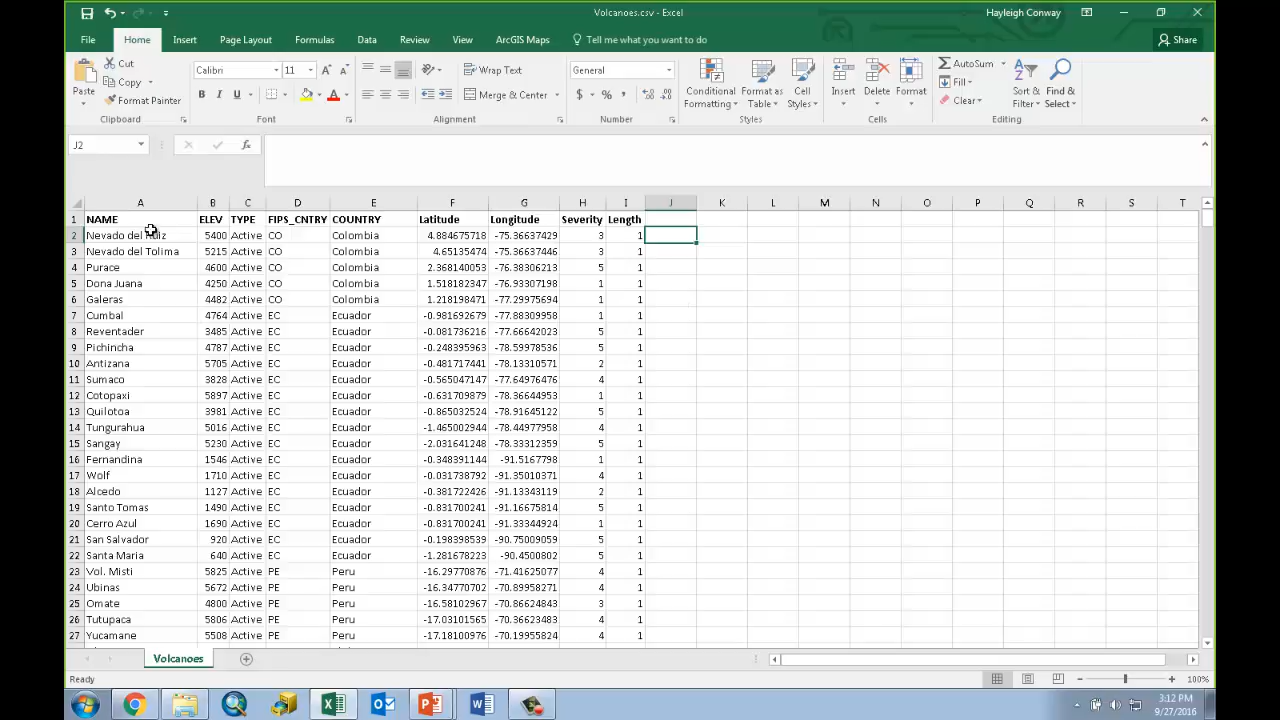 Volcanoes.csv - Excel
Hayleigh Conway
File Home Insert Page Layout Formulas Data Review View ArcGIS Maps Tell me what you want to do Share
Paste
Cut
Copy
Format Painter
Calibri 11
B I U
Wrap Text
Merge & Center
General
$ % ,
Conditional Formatting
Format as Table
Cell Styles
Insert
Delete
Format
AutoSum
Fill
Clear
Sort & Filter
Find & Select
Clipboard Font Alignment Number Styles Cells Editing
J2
fx
A B C D E F G H I J K L M N O P Q R S T
1 NAME ELEV TYPE FIPS_CNTRY COUNTRY Latitude Longitude Severity Length
2 Nevado del Ruiz 5400 Active CO Colombia 4.884675718 -75.36637429 3 1
3 Nevado del Tolima 5215 Active CO Colombia 4.65135474 -75.36637446 3 1
4 Purace 4600 Active CO Colombia 2.368140053 -76.38306213 5 1
5 Dona Juana 4250 Active CO Colombia 1.518182347 -76.93307198 1 1
6 Galeras 4482 Active CO Colombia 1.218198471 -77.29975694 1 1
7 Cumbal 4764 Active EC Ecuador -0.981692679 -77.88309958 1 1
8 Reventader 3485 Active EC Ecuador -0.081736216 -77.66642023 5 1
9 Pichincha 4787 Active EC Ecuador -0.248395963 -78.59978536 5 1
10 Antizana 5705 Active EC Ecuador -0.481717441 -78.13310571 2 1
11 Sumaco 3828 Active EC Ecuador -0.565047147 -77.64976476 4 1
12 Cotopaxi 5897 Active EC Ecuador -0.631709879 -78.36644953 1 1
13 Quilotoa 3981 Active EC Ecuador -0.865032524 -78.91645122 5 1
14 Tungurahua 5016 Active EC Ecuador -1.465002944 -78.44977958 4 1
15 Sangay 5230 Active EC Ecuador -2.031641248 -78.33312359 5 1
16 Fernandina 1546 Active EC Ecuador -0.348391144 -91.5167798 1 1
17 Wolf 1710 Active EC Ecuador -0.031738792 -91.35010371 4 1
18 Alcedo 1127 Active EC Ecuador -0.381722426 -91.13343119 2 1
19 Santo Tomas 1490 Active EC Ecuador -0.831700241 -91.16675814 5 1
20 Cerro Azul 1690 Active EC Ecuador -0.831700241 -91.33344924 1 1
21 San Salvador 920 Active EC Ecuador -0.198398539 -90.75009059 5 1
22 Santa Maria 640 Active EC Ecuador -1.281678223 -90.4500802 5 1
23 Vol. Misti 5825 Active PE Peru -16.29770876 -71.41625077 4 1
24 Ubinas 5672 Active PE Peru -16.34770702 -70.89958271 4 1
25 Omate 4800 Active PE Peru -16.58102967 -70.86624843 3 1
26 Tutupaca 5806 Active PE Peru -17.03101565 -70.36623548 4 1
27 Yucamane 5508 Active PE Peru -17.18100976 -70.19955824 4 1
Volcanoes
Ready
100%
3:12 PM
9/27/2016